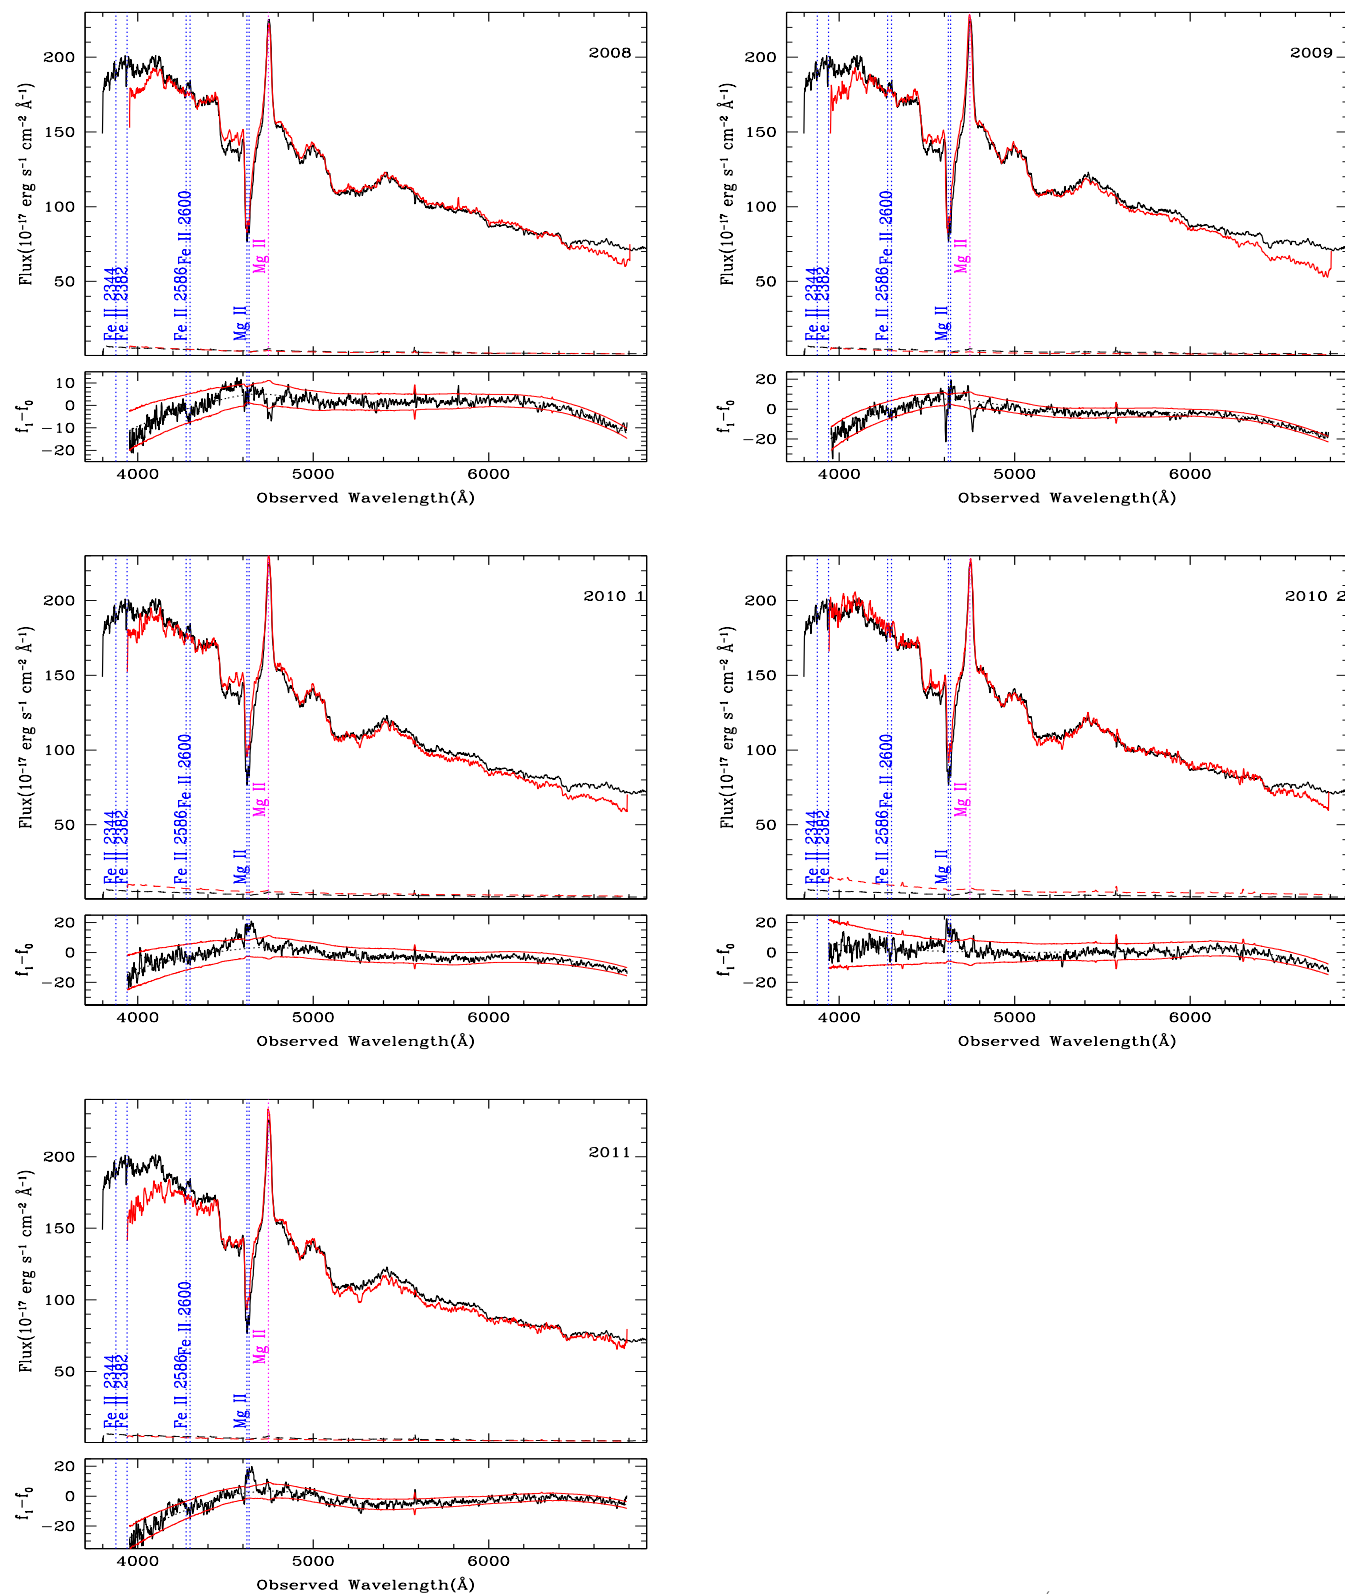 2008
200
150
100
50
Flux(10⁻¹⁷ erg s⁻¹ cm⁻² Å⁻¹)
Fe II 2344
Fe II 2382
Fe II 2586
Fe II 2600
Mg II
Mg II
10
0
−10
−20
f₁−f₀
4000 5000 6000
Observed Wavelength(Å)
2009
200
150
100
50
Flux(10⁻¹⁷ erg s⁻¹ cm⁻² Å⁻¹)
Fe II 2344
Fe II 2382
Fe II 2586
Fe II 2600
Mg II
Mg II
20
0
−20
f₁−f₀
4000 5000 6000
Observed Wavelength(Å)
2010 1
200
150
100
50
Flux(10⁻¹⁷ erg s⁻¹ cm⁻² Å⁻¹)
Fe II 2344
Fe II 2382
Fe II 2586
Fe II 2600
Mg II
Mg II
20
0
−20
f₁−f₀
4000 5000 6000
Observed Wavelength(Å)
2010 2
200
150
100
50
Flux(10⁻¹⁷ erg s⁻¹ cm⁻² Å⁻¹)
Fe II 2344
Fe II 2382
Fe II 2586
Fe II 2600
Mg II
Mg II
20
0
−20
f₁−f₀
4000 5000 6000
Observed Wavelength(Å)
2011
200
150
100
50
Flux(10⁻¹⁷ erg s⁻¹ cm⁻² Å⁻¹)
Fe II 2344
Fe II 2382
Fe II 2586
Fe II 2600
Mg II
Mg II
20
0
−20
f₁−f₀
4000 5000 6000
Observed Wavelength(Å)